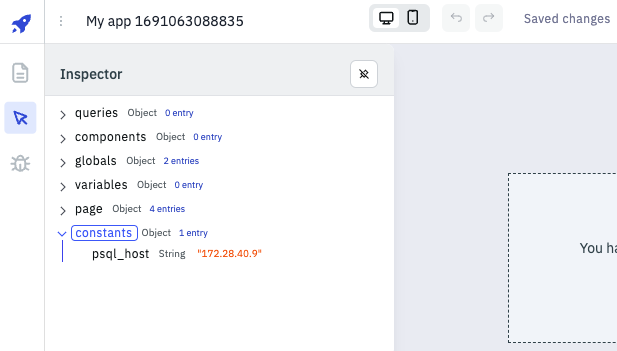 My app 1691063088835
Saved changes
Inspector
queries Object 0 entry
components Object 0 entry
globals Object 2 entries
variables Object 0 entry
page Object 4 entries
constants Object 1 entry
psql_host String "172.28.40.9"
You ha